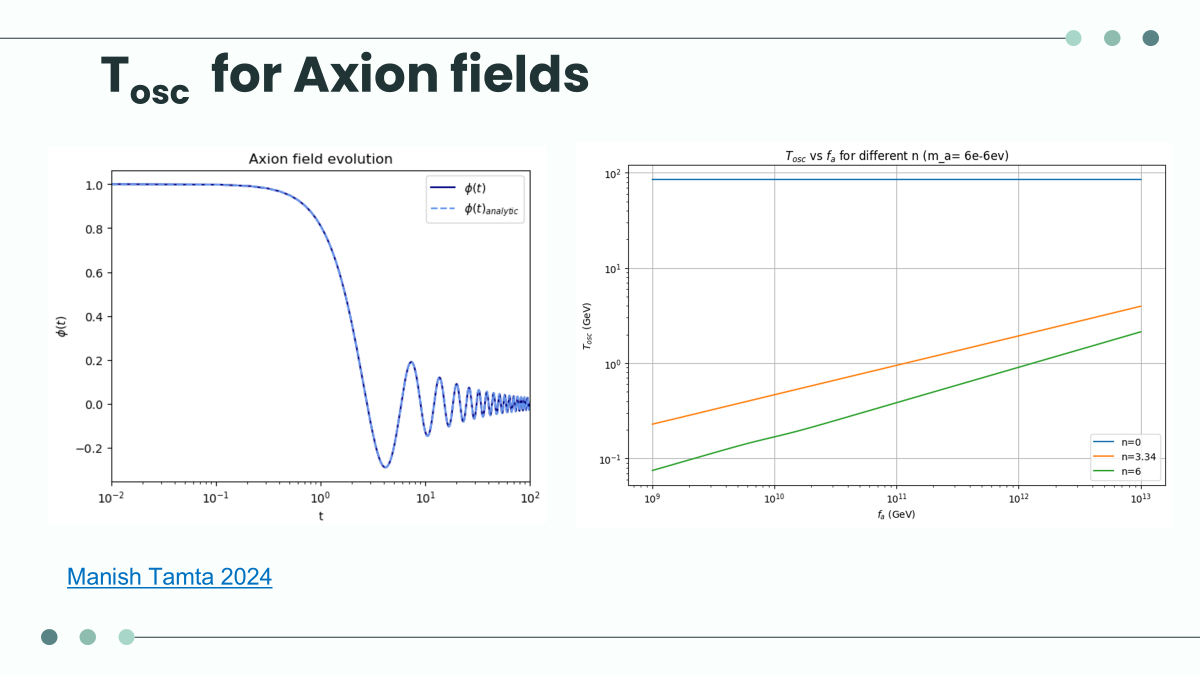 Tosc for Axion fields
Axion field evolution
ϕ(t)
ϕ(t)analytic
1.0
0.8
0.6
0.4
0.2
0.0
−0.2
ϕ(t)
10⁻² 10⁻¹ 10⁰ 10¹ 10²
t
Tosc vs fa for different n (m_a= 6e-6ev)
10²
10¹
10⁰
10⁻¹
Tosc (GeV)
n=0
n=3.34
n=6
10⁹ 10¹⁰ 10¹¹ 10¹² 10¹³
fa (GeV)
Manish Tamta 2024